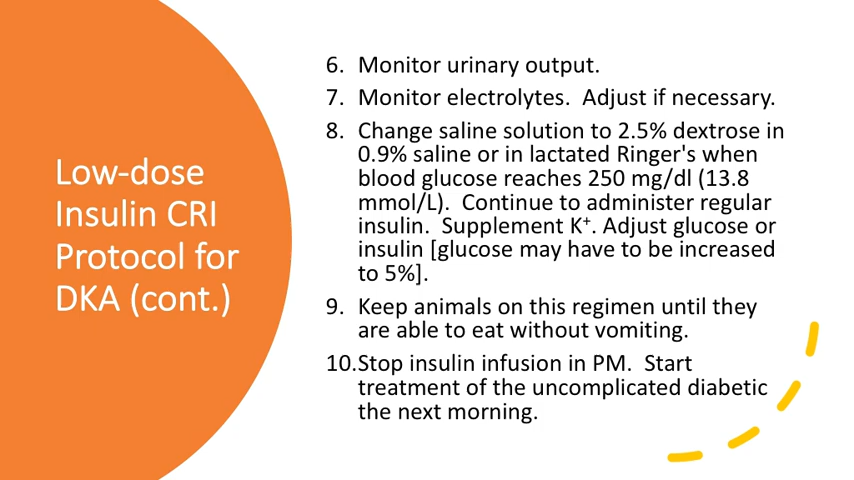 Low-dose
Insulin CRI
Protocol for
DKA (cont.)
6. Monitor urinary output.
7. Monitor electrolytes.  Adjust if necessary.
8. Change saline solution to 2.5% dextrose in
0.9% saline or in lactated Ringer's when
blood glucose reaches 250 mg/dl (13.8
mmol/L).  Continue to administer regular
insulin.  Supplement K⁺. Adjust glucose or
insulin [glucose may have to be increased
to 5%].
9. Keep animals on this regimen until they
are able to eat without vomiting.
10.Stop insulin infusion in PM.  Start
treatment of the uncomplicated diabetic
the next morning.